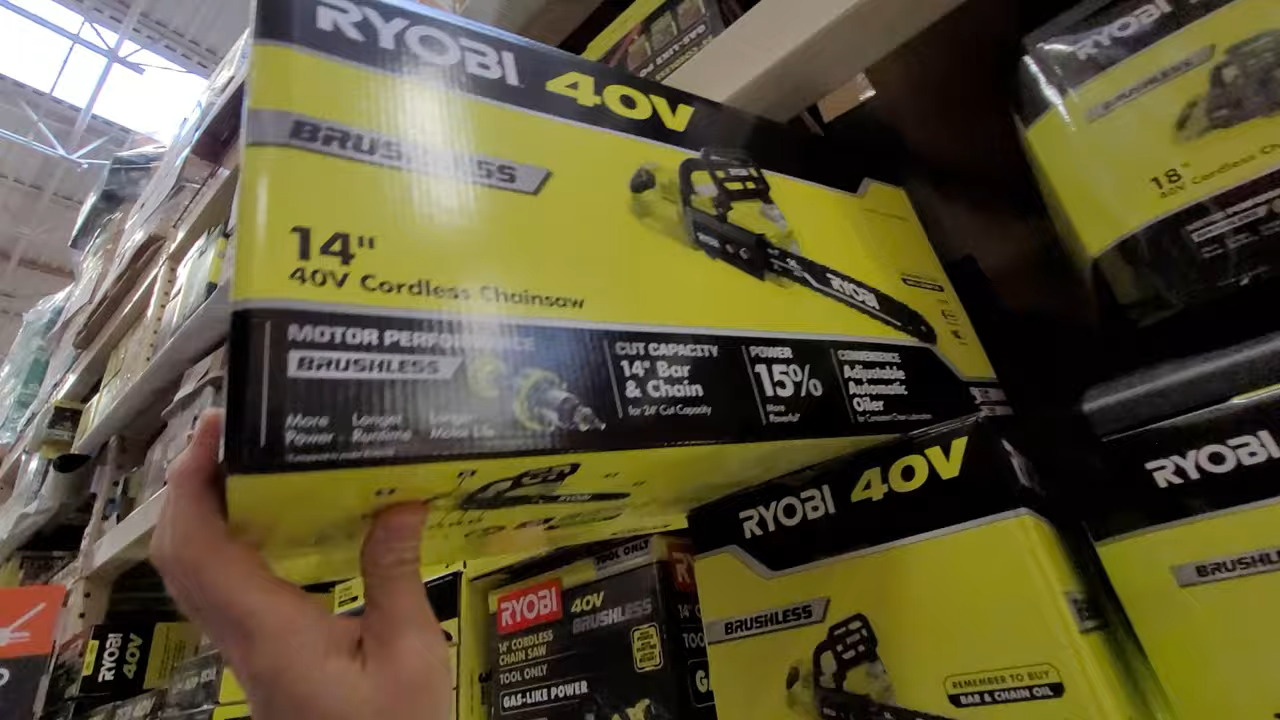 RYOBI 40V
BRUSHLESS
14"
40V Cordless Chainsaw
MOTOR PERFORMANCE
BRUSHLESS
More Power
Longer Runtime
Longer Motor Life
CUT CAPACITY
14" Bar
& Chain
for 24" Cut Capacity
POWER
15%
More
Powerful
CONVENIENCE
Adjustable
Automatic
Oiler
RYOBI
RYOBI
BRUSHLESS
18"
40V Cordless
RYOBI 40V
BRUSHLESS
REMEMBER TO BUY
BAR & CHAIN OIL
RYOBI
TOOL ONLY
RYOBI 40V
BRUSHLESS
14" CORDLESS
CHAIN SAW
TOOL ONLY
GAS-LIKE POWER
RYOBI
40V